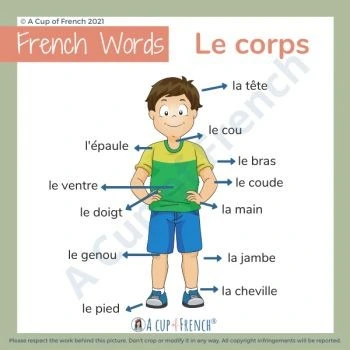 © A Cup of French 2021
French Words
Le corps
la tête
le cou
l'épaule
le bras
le ventre
le coude
le doigt
la main
le genou
la jambe
la cheville
le pied
A CUP of FRENCH®
Please respect the work behind this picture. Don't crop or modify it in any way. All copyright infringements will be reported.
A Cup of French